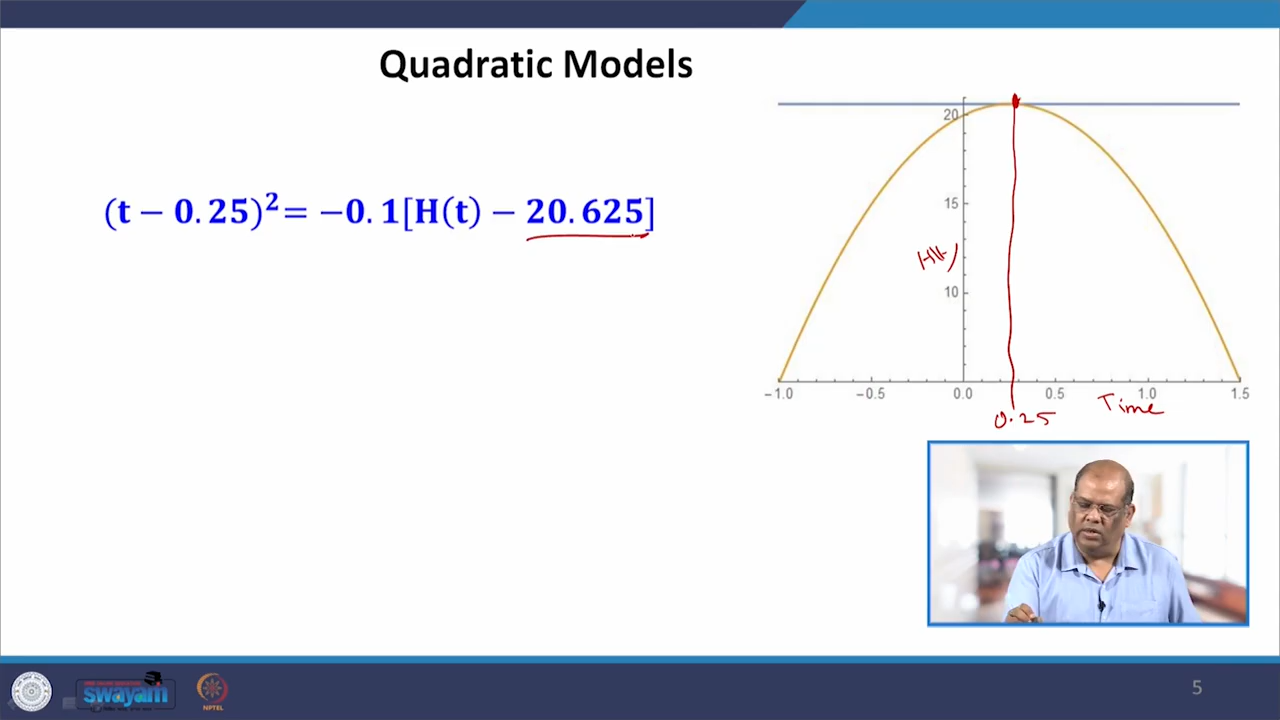 Quadratic Models
(t − 0.25)²= −0.1[H(t) − 20.625]
20
15
H(t)
10
−1.0 −0.5 0.0 0.5 1.0 1.5
0.25
Time
5
swayam
NPTEL